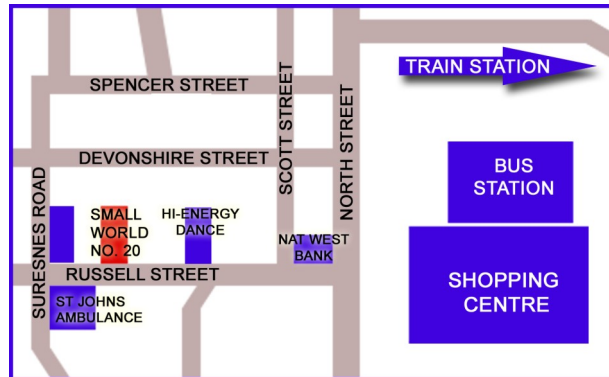 TRAIN STATION
SPENCER STREET
SCOTT STREET
NORTH STREET
DEVONSHIRE STREET
BUS
STATION
SURESNES ROAD
SMALL
WORLD
NO. 20
HI-ENERGY
DANCE
NAT WEST
BANK
RUSSELL STREET
SHOPPING
CENTRE
ST JOHNS
AMBULANCE